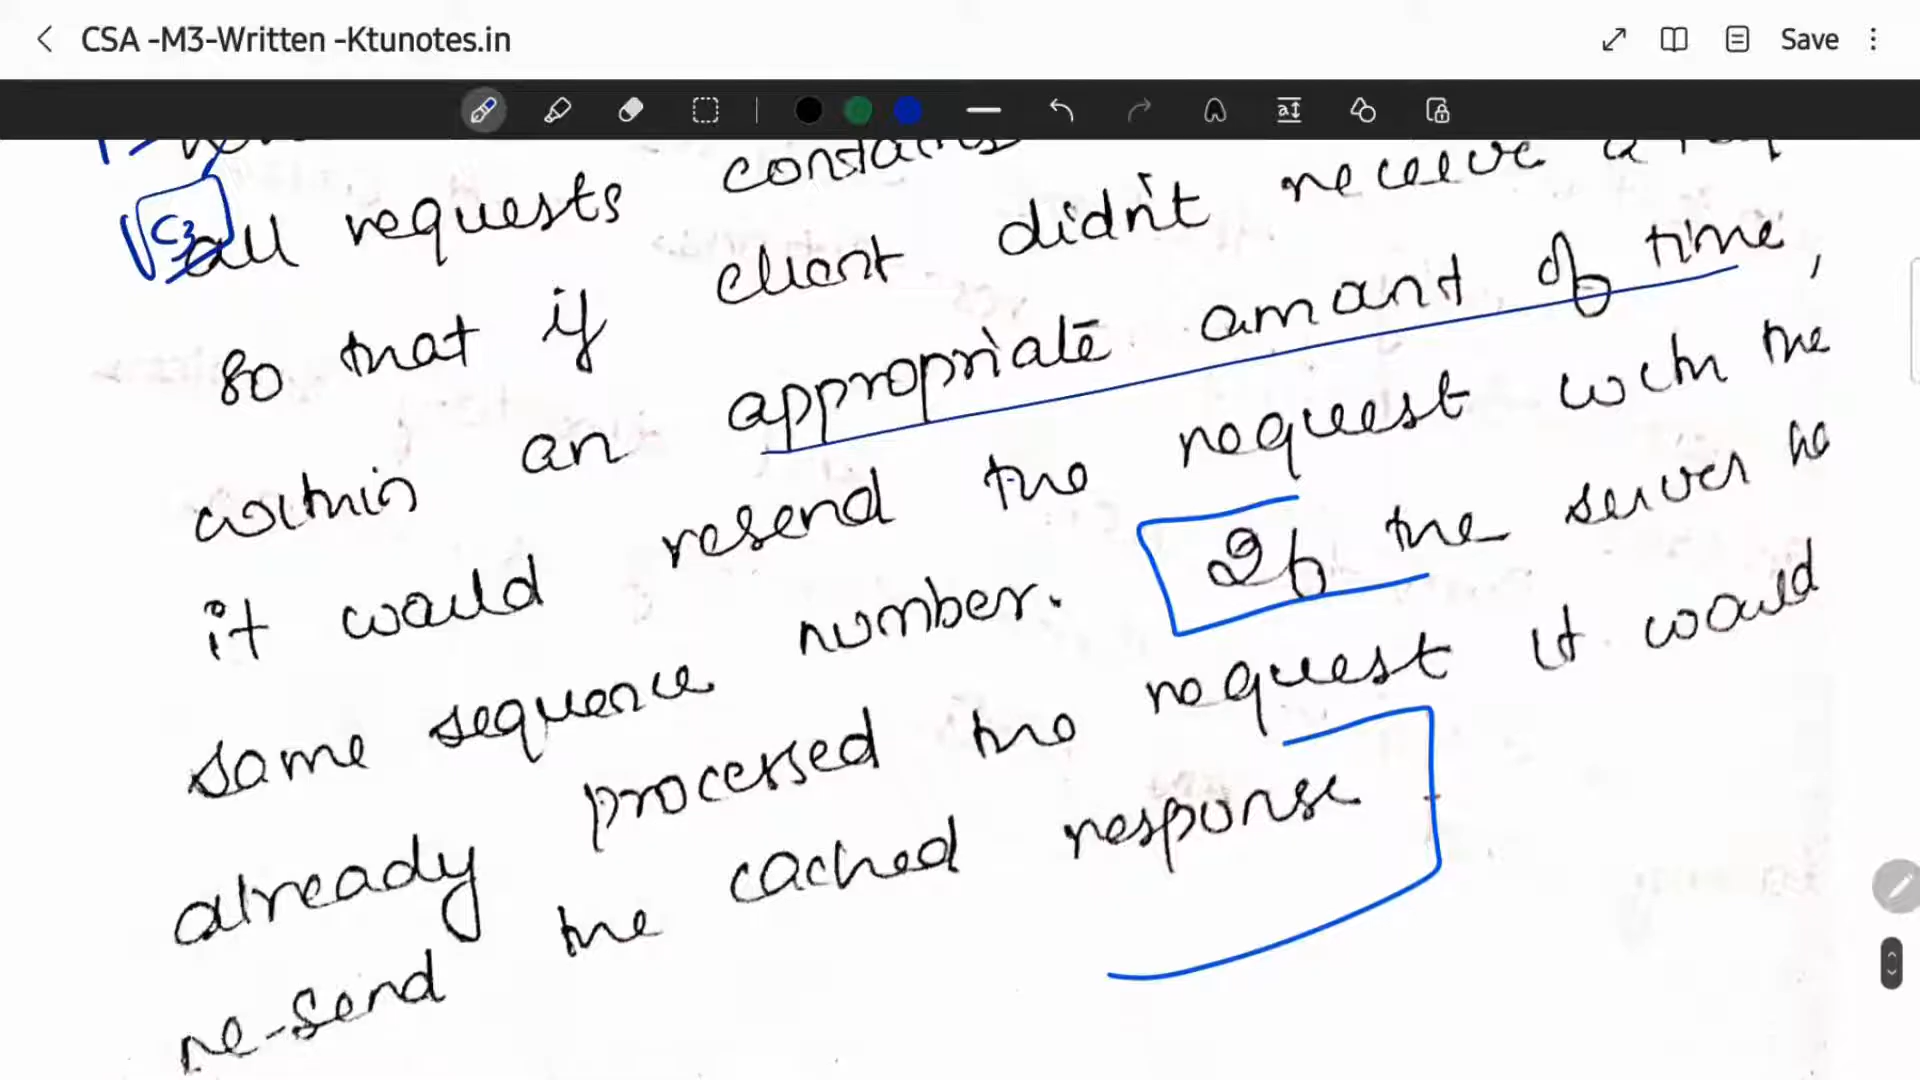 CSA -M3-Written -Ktunotes.in
Save
C3
all requests contains
so that if client didn't receive a
within an appropriate amount of time,
it would resend the request with the
same sequence number. If the server
already processed the request it would
re-send the cached response